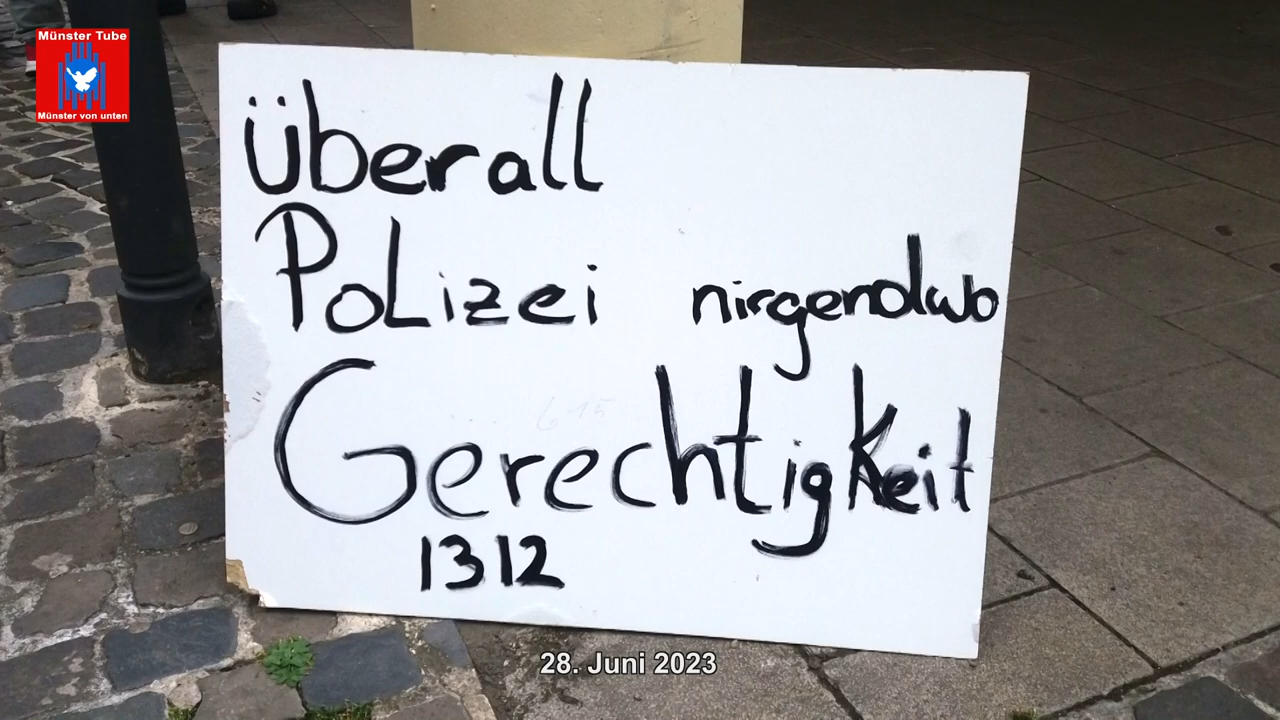 Münster Tube
Münster von unten
überall
Polizei nirgendwo
Gerechtigkeit
1312
28. Juni 2023